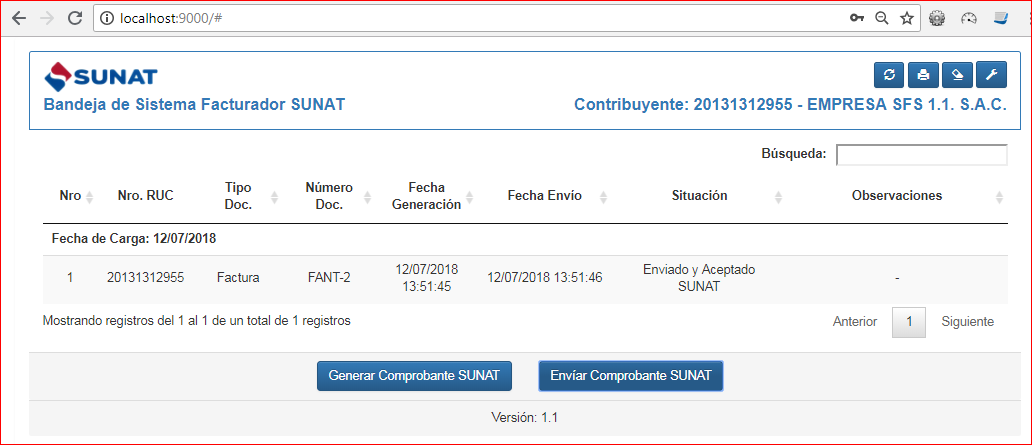 localhost:9000/#
SUNAT
Bandeja de Sistema Facturador SUNAT
Contribuyente: 20131312955 - EMPRESA SFS 1.1. S.A.C.
Búsqueda:
Nro Nro. RUC Tipo Doc. Número Doc. Fecha Generación Fecha Envío Situación Observaciones
Fecha de Carga: 12/07/2018
1 20131312955 Factura FANT-2 12/07/2018 13:51:45 12/07/2018 13:51:46 Enviado y Aceptado SUNAT -
Mostrando registros del 1 al 1 de un total de 1 registros
Anterior 1 Siguiente
Generar Comprobante SUNAT Envíar Comprobante SUNAT
Versión: 1.1